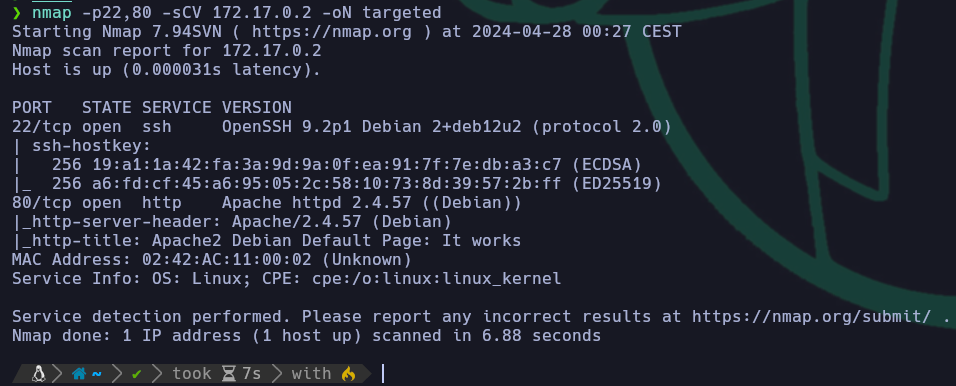 ❯ nmap -p22,80 -sCV 172.17.0.2 -oN targeted
Starting Nmap 7.94SVN ( https://nmap.org ) at 2024-04-28 00:27 CEST
Nmap scan report for 172.17.0.2
Host is up (0.000031s latency).

PORT   STATE SERVICE VERSION
22/tcp open  ssh     OpenSSH 9.2p1 Debian 2+deb12u2 (protocol 2.0)
| ssh-hostkey:
|   256 19:a1:1a:42:fa:3a:9d:9a:0f:ea:91:7f:7e:db:a3:c7 (ECDSA)
|_  256 a6:fd:cf:45:a6:95:05:2c:58:10:73:8d:39:57:2b:ff (ED25519)
80/tcp open  http    Apache httpd 2.4.57 ((Debian))
|_http-server-header: Apache/2.4.57 (Debian)
|_http-title: Apache2 Debian Default Page: It works
MAC Address: 02:42:AC:11:00:02 (Unknown)
Service Info: OS: Linux; CPE: cpe:/o:linux:linux_kernel

Service detection performed. Please report any incorrect results at https://nmap.org/submit/ .
Nmap done: 1 IP address (1 host up) scanned in 6.88 seconds

~ ✔ took 7s with